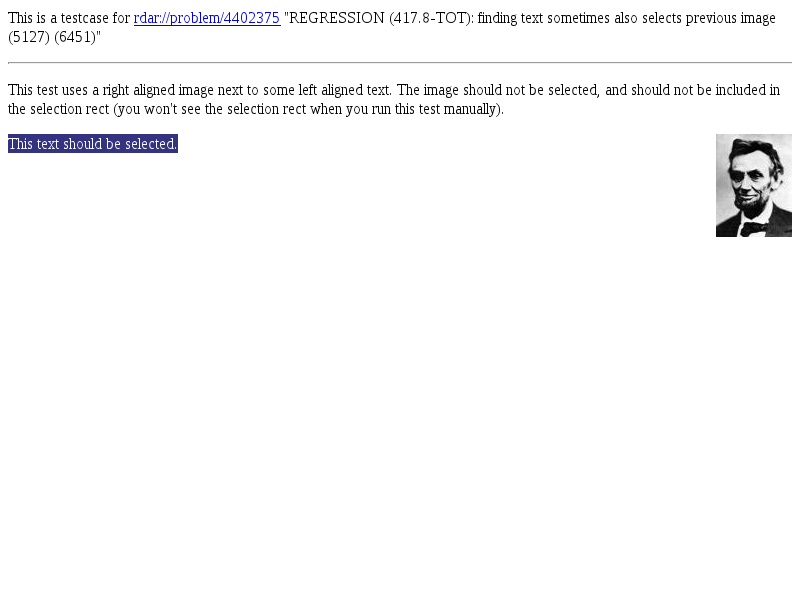 This is a testcase for rdar://problem/4402375 "REGRESSION (417.8-TOT): finding text sometimes also selects previous image
(5127) (6451)"
This test uses a right aligned image next to some left aligned text. The image should not be selected, and should not be included in
the selection rect (you won't see the selection rect when you run this test manually).
This text should be selected.